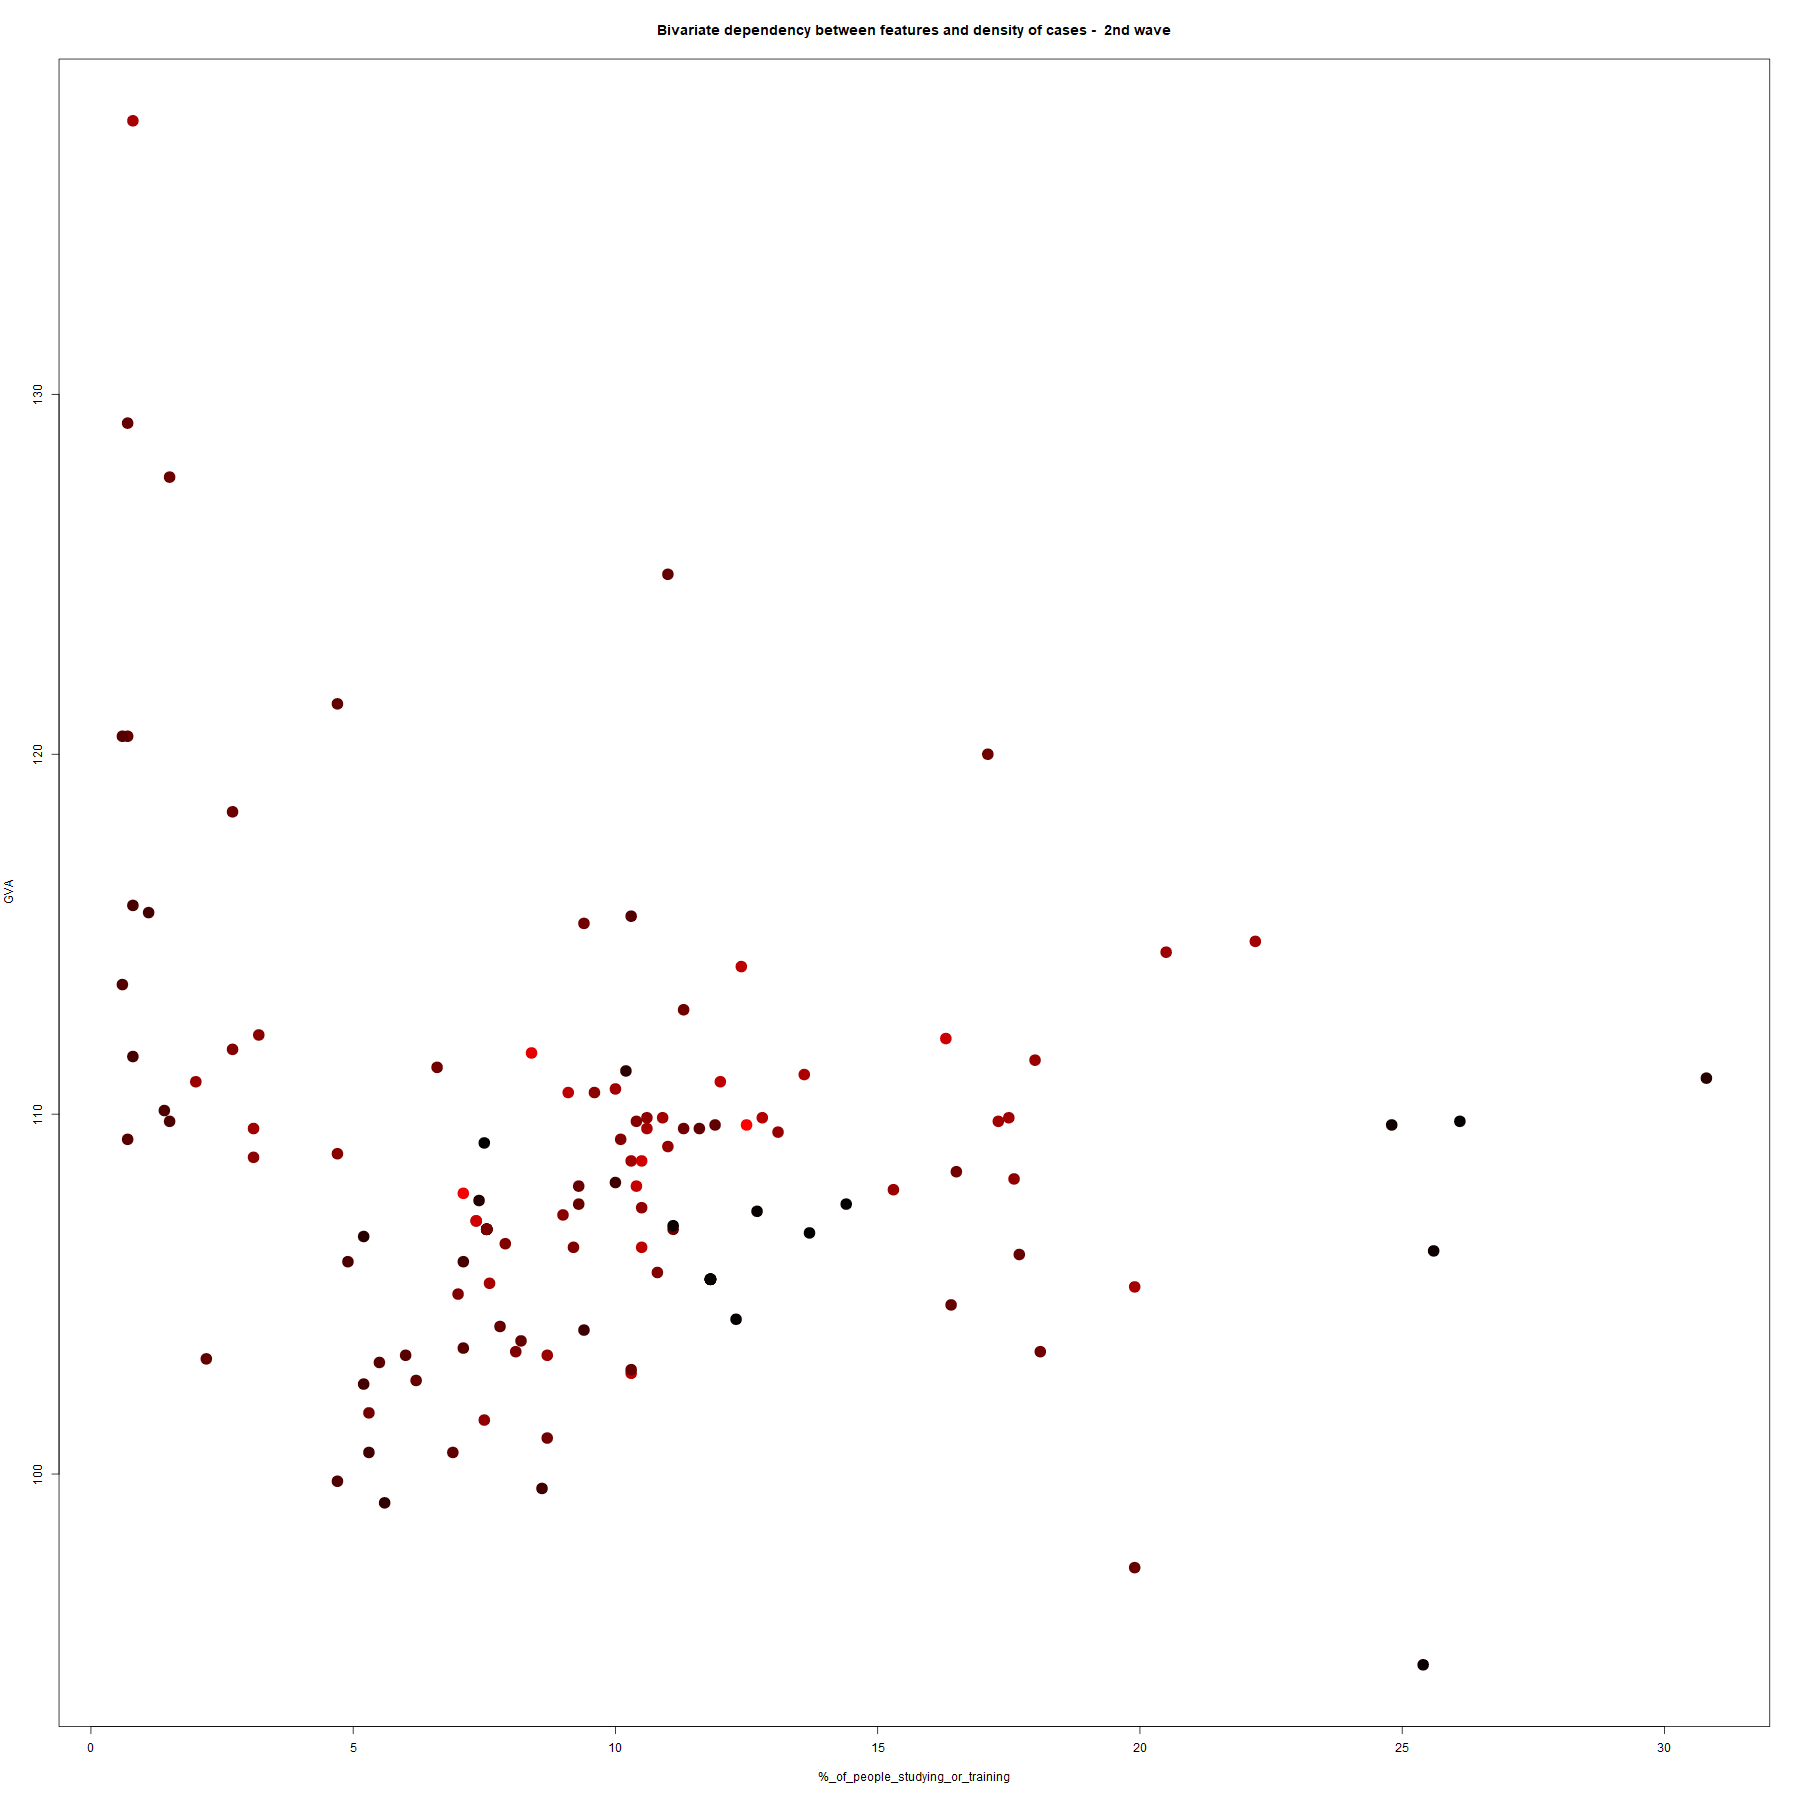 Bivariate dependency between features and density of cases -  2nd wave
130
120
GVA
110
100
0 5 10 15 20 25 30
%_of_people_studying_or_training